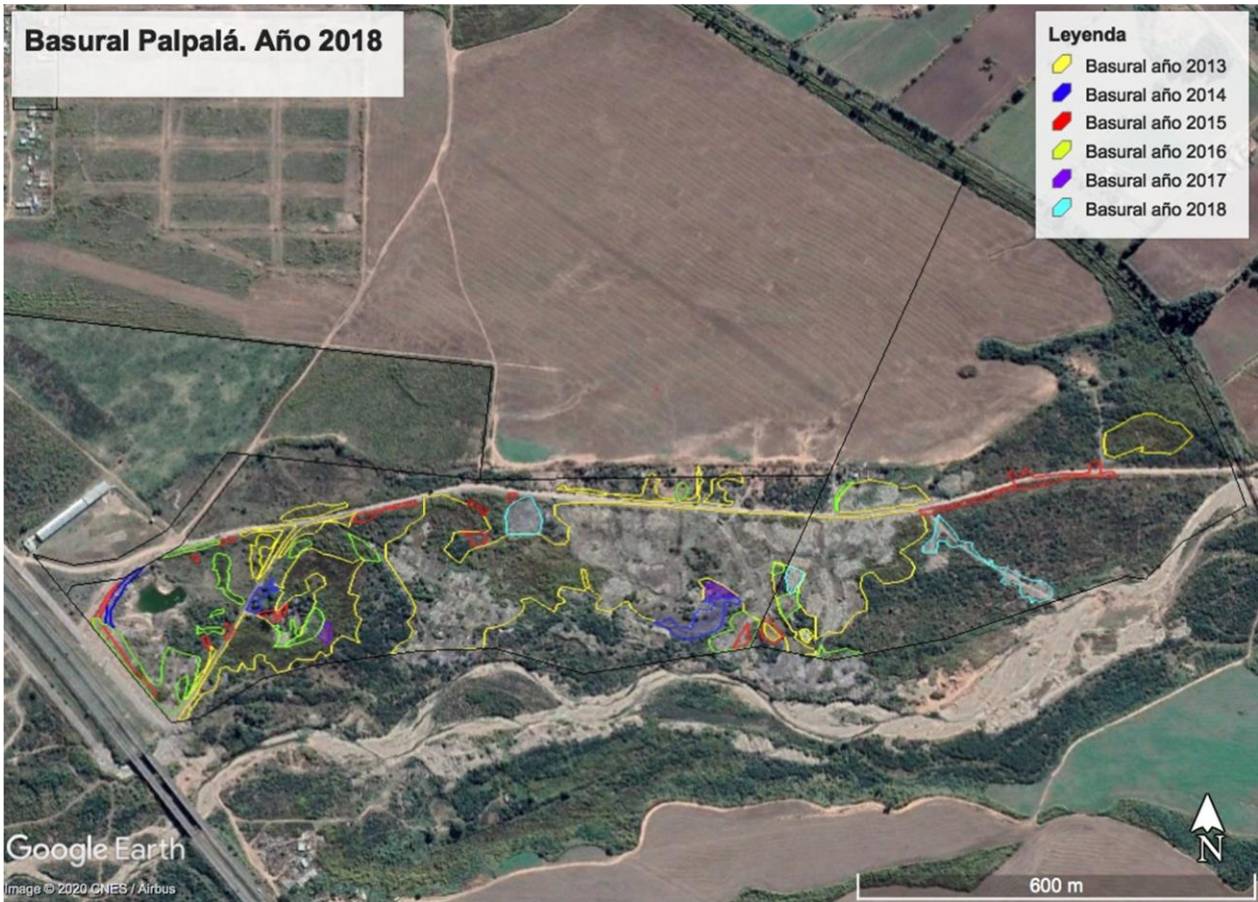 Basural Palpalá. Año 2018
Leyenda
Basural año 2013
Basural año 2014
Basural año 2015
Basural año 2016
Basural año 2017
Basural año 2018
N
Google Earth
Image © 2020 CNES / Airbus
600 m